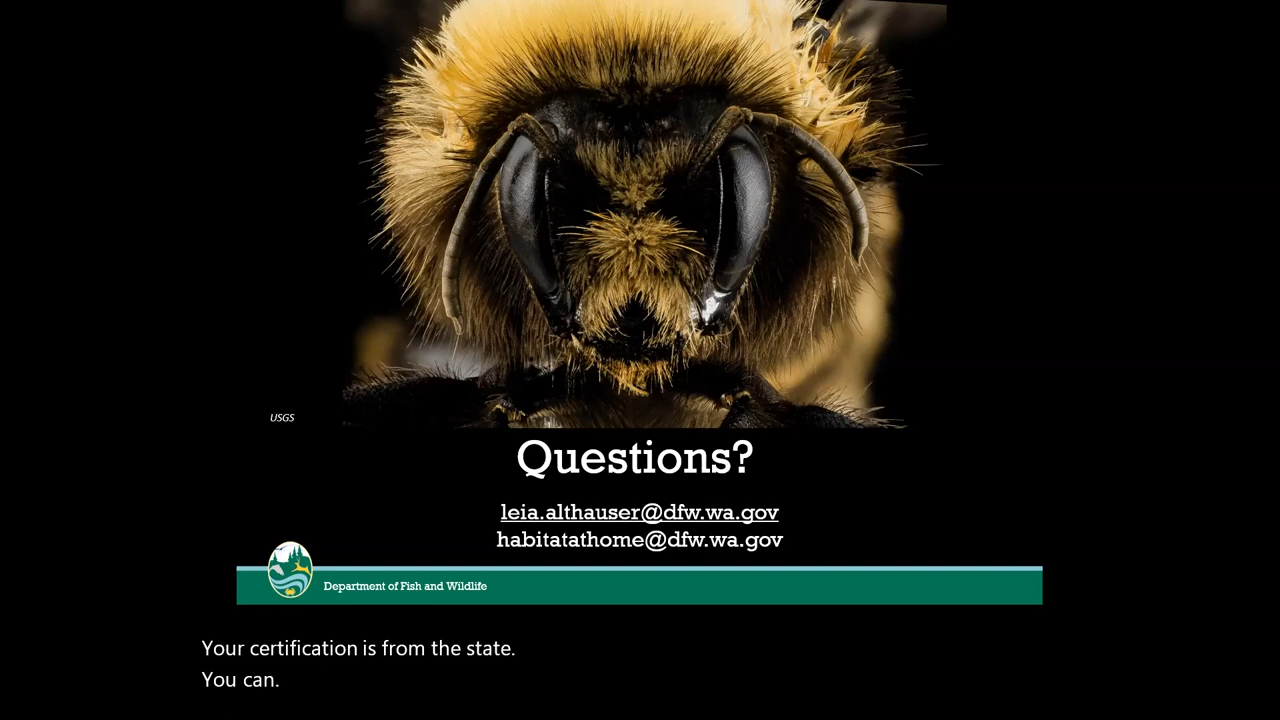 USGS
Questions?
leia.althauser@dfw.wa.gov
habitatathome@dfw.wa.gov
Department of Fish and Wildlife
Your certification is from the state.
You can.